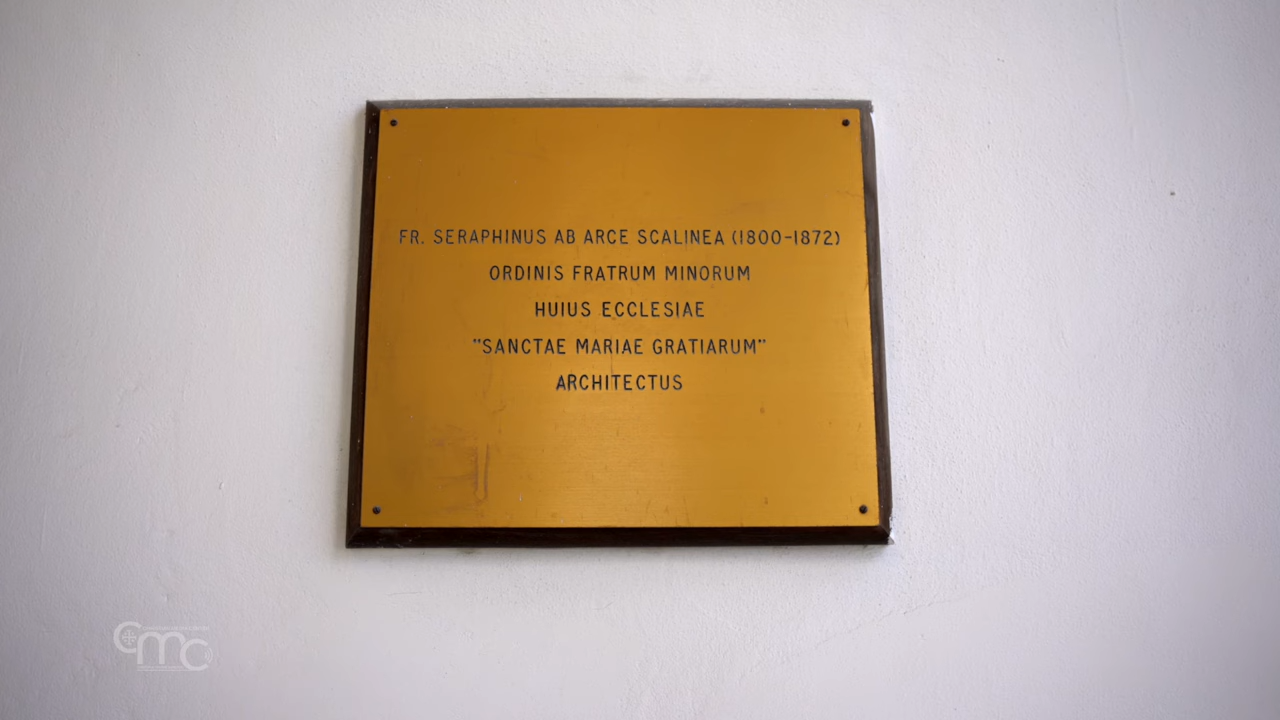 FR. SERAPHINUS AB ARCE SCALINEA (1800-1872)
ORDINIS FRATRUM MINORUM
HUIUS ECCLESIAE
"SANCTAE MARIAE GRATIARUM"
ARCHITECTUS
CMC